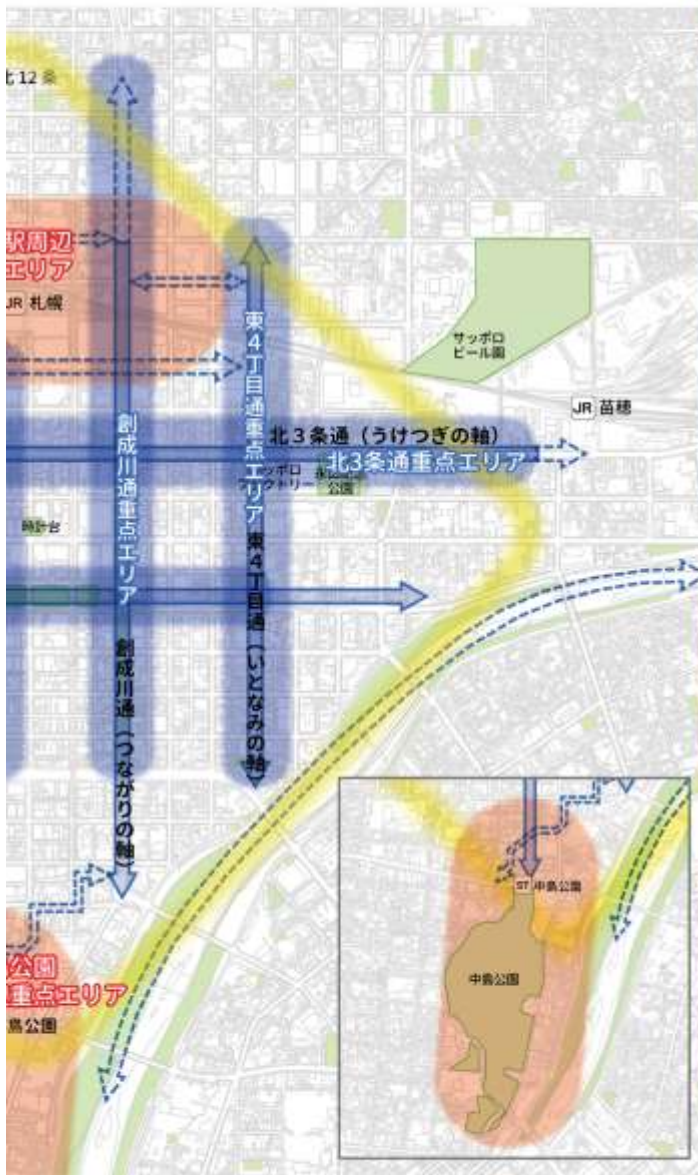 北 12 条
駅周辺
エリア
JR 札幌
サッポロ
ビール園
JR 苗穂
東4丁目通重点エリア
北3条通（うけつぎの軸）
北3条通重点エリア
サッポロ
ファクトリー
公園
創成川通重点エリア
時計台
東4丁目通（いとなみの軸）
創成川通（つながりの軸）
公園
重点エリア
島公園
ST 中島公園
中島公園